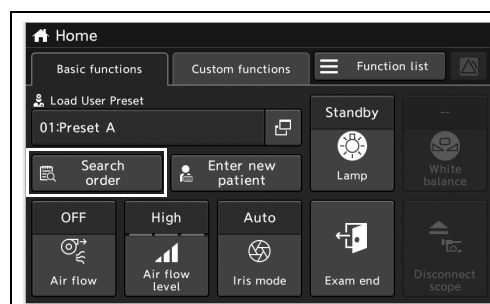 Home
Basic functions
Custom functions
Function list
Load User Preset
01:Preset A
Standby
Lamp
--
White
balance
Search
order
Enter new
patient
OFF
Air flow
High
Air flow
level
Auto
Iris mode
Exam end
Disconnect
scope